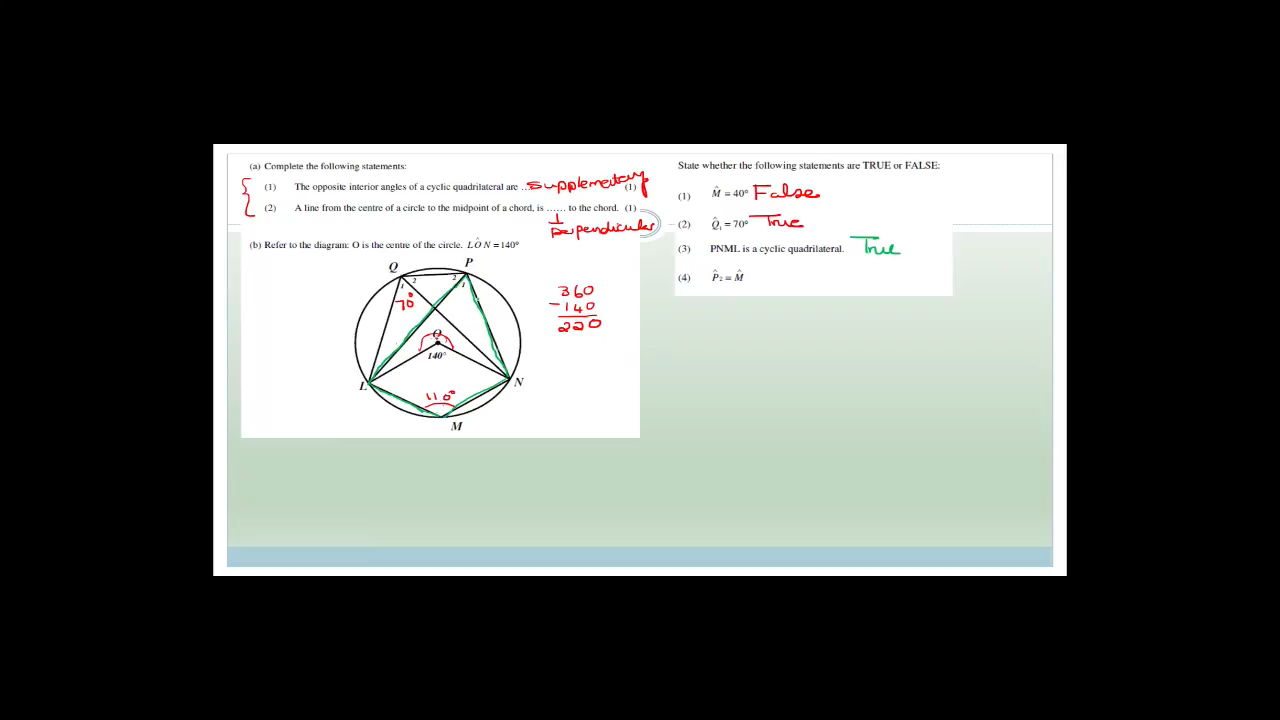 (a) Complete the following statements:
(1) The opposite interior angles of a cyclic quadrilateral are ... supplementary (1)
(2) A line from the centre of a circle to the midpoint of a chord, is ...... to the chord. (1)
⊥
Perpendicular
(b) Refer to the diagram: O is the centre of the circle. LÔN = 140°
Q P
1 2 2 1
70°
O
140°
L N
110°
M
360
- 140
220
State whether the following statements are TRUE or FALSE:
(1) M̂ = 40° False
(2) Q̂₁ = 70° True
(3) PNML is a cyclic quadrilateral. True
(4) P̂₂ = M̂